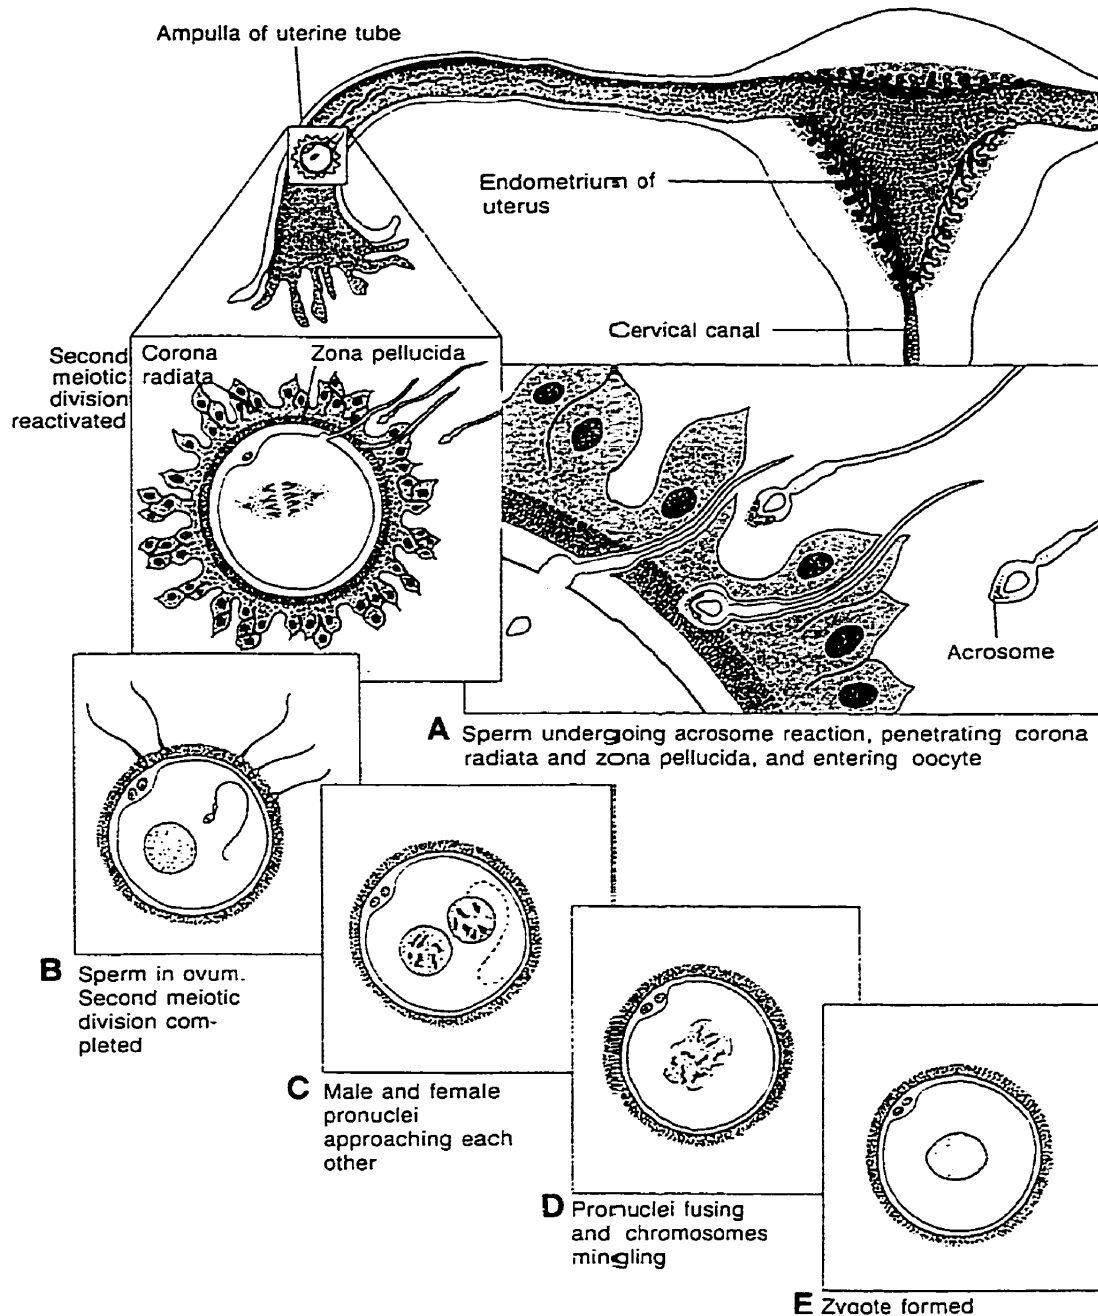 Ampulla of uterine tube
Endometrium of
uterus
Cervical canal
Second
meiotic
division
reactivated
Corona
radiata
Zona pellucida
Acrosome
A Sperm undergoing acrosome reaction, penetrating corona
radiata and zona pellucida, and entering oocyte
B Sperm in ovum.
Second meiotic
division com-
pleted
C Male and female
pronuclei
approaching each
other
D Pronuclei fusing
and chromosomes
mingling
E Zygote formed